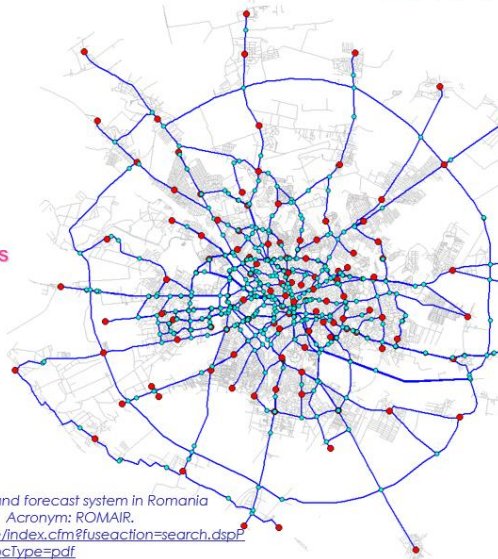 s
and forecast system in Romania
Acronym: ROMAIR.
/index.cfm?fuseaction=search.dspP
ocType=pdf